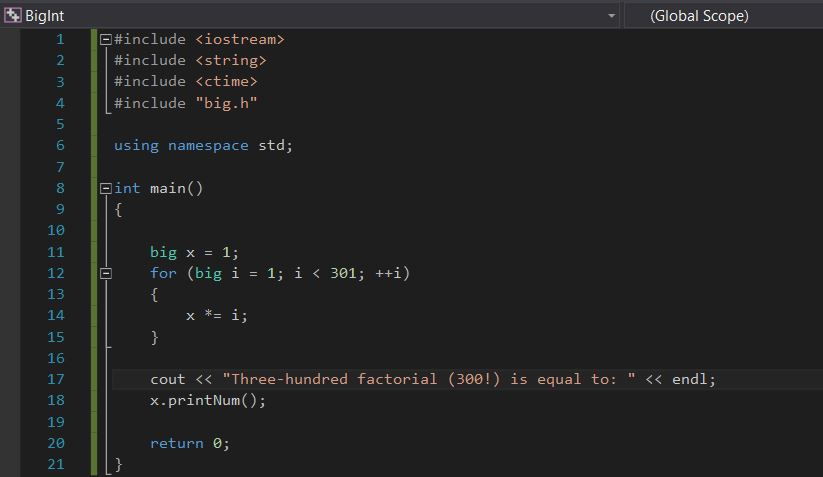 BigInt (Global Scope)
1 #include <iostream>
2 #include <string>
3 #include <ctime>
4 #include "big.h"
5
6 using namespace std;
7
8 int main()
9 {
10
11 big x = 1;
12 for (big i = 1; i < 301; ++i)
13 {
14 x *= i;
15 }
16
17 cout << "Three-hundred factorial (300!) is equal to: " << endl;
18 x.printNum();
19
20 return 0;
21 }